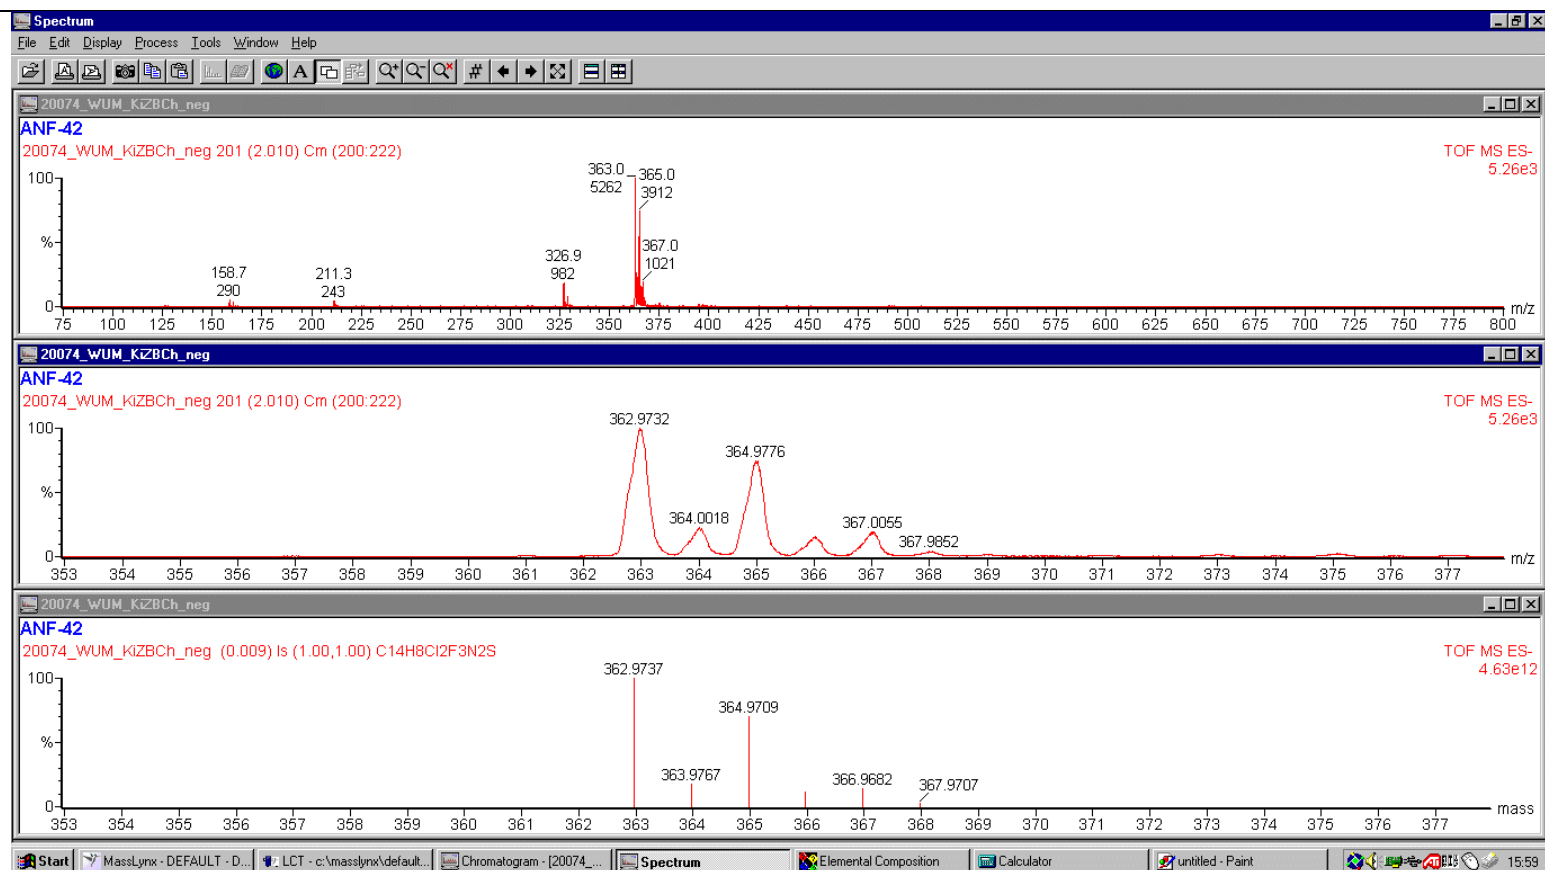 Spectrum
File Edit Display Process Tools Window Help
20074_WUM_KiZBCh_neg
ANF-42
20074_WUM_KiZBCh_neg 201 (2.010) Cm (200:222)
TOF MS ES-
5.26e3
100
%
0
363.0
5262
365.0
3912
367.0
1021
326.9
982
158.7
290
211.3
243
75 100 125 150 175 200 225 250 275 300 325 350 375 400 425 450 475 500 525 550 575 600 625 650 675 700 725 750 775 800
m/z
20074_WUM_KiZBCh_neg
ANF-42
20074_WUM_KiZBCh_neg 201 (2.010) Cm (200:222)
TOF MS ES-
5.26e3
100
%
0
362.9732
364.9776
364.0018
367.0055
367.9852
353 354 355 356 357 358 359 360 361 362 363 364 365 366 367 368 369 370 371 372 373 374 375 376 377
m/z
20074_WUM_KiZBCh_neg
ANF-42
20074_WUM_KiZBCh_neg (0.009) Is (1.00,1.00) C14H8Cl2F3N2S
TOF MS ES-
4.63e12
100
%
0
362.9737
364.9709
363.9767
366.9682
367.9707
353 354 355 356 357 358 359 360 361 362 363 364 365 366 367 368 369 370 371 372 373 374 375 376 377
mass
Start MassLynx - DEFAULT - D... LCT - c:\masslynx\default... Chromatogram - [20074_... Spectrum Elemental Composition Calculator untitled - Paint 15:59